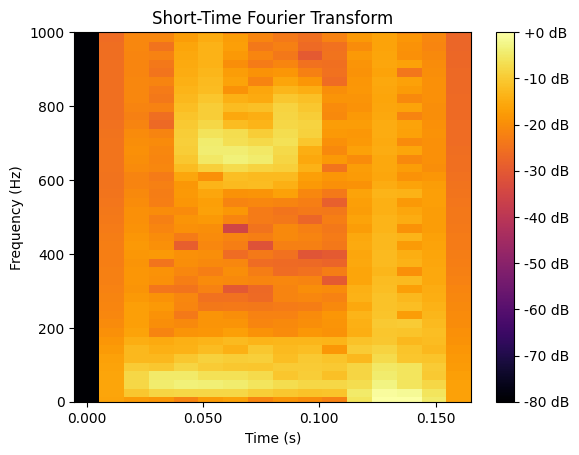 Short-Time Fourier Transform
1000
800
600
400
200
0
Frequency (Hz)
0.000
0.050
0.100
0.150
Time (s)
+0 dB
-10 dB
-20 dB
-30 dB
-40 dB
-50 dB
-60 dB
-70 dB
-80 dB